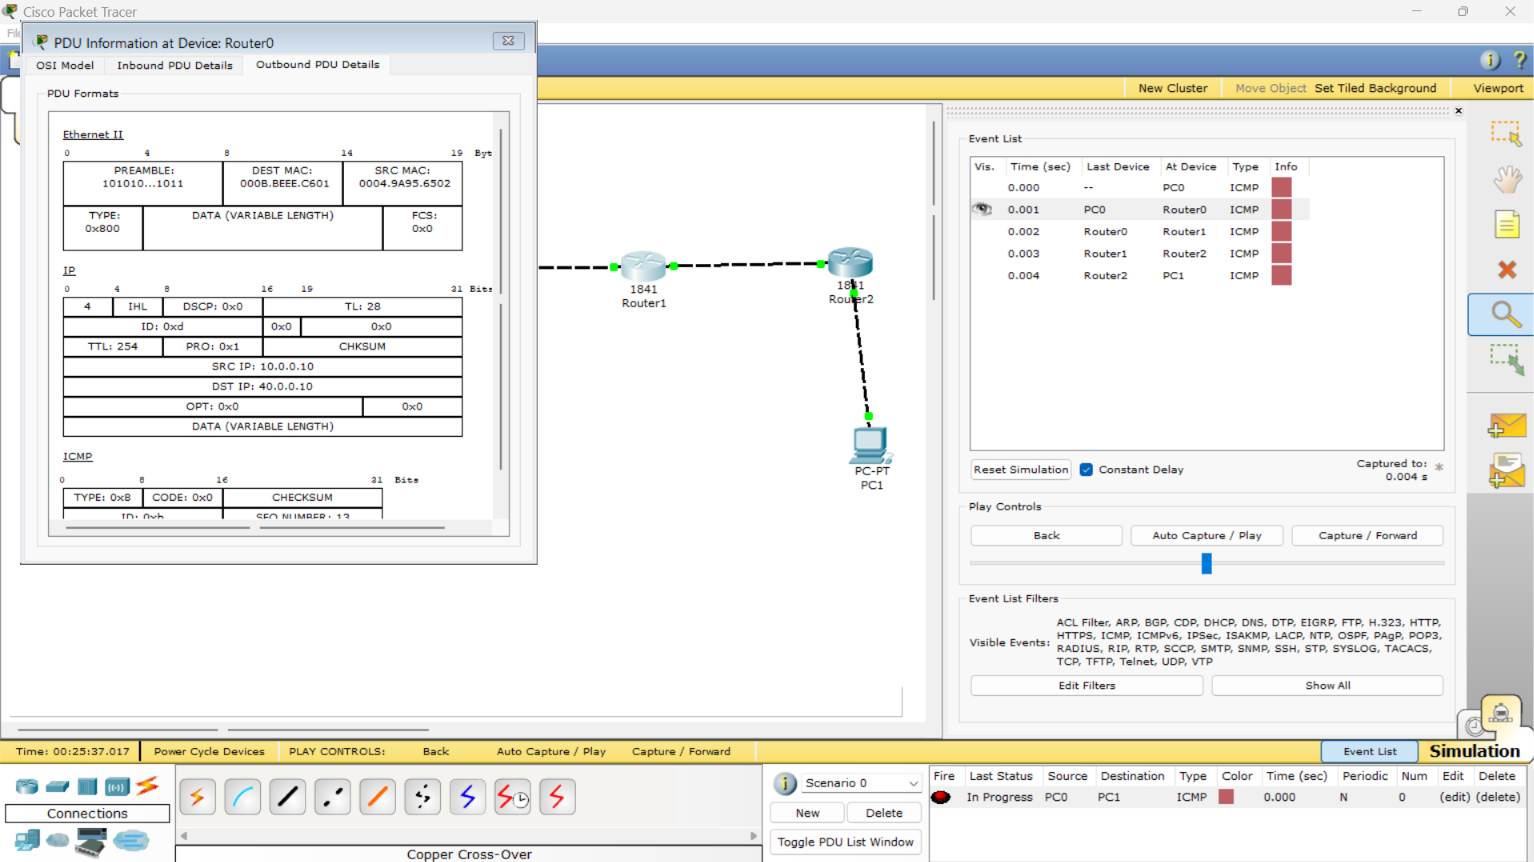 Cisco Packet Tracer
PDU Information at Device: Router0
OSI Model Inbound PDU Details Outbound PDU Details
PDU Formats
Ethernet II
0 4 8 14 19 Byt
PREAMBLE: 101010...1011
DEST MAC: 000B.BEEE.C601
SRC MAC: 0004.9A95.6502
TYPE: 0x800
DATA (VARIABLE LENGTH)
FCS: 0x0
IP
0 4 8 16 19 31 Bits
4 IHL DSCP: 0x0 TL: 28
ID: 0xd 0x0 0x0
TTL: 254 PRO: 0x1 CHKSUM
SRC IP: 10.0.0.10
DST IP: 40.0.0.10
OPT: 0x0 0x0
DATA (VARIABLE LENGTH)
ICMP
0 8 16 31 Bits
TYPE: 0x8 CODE: 0x0 CHECKSUM
ID: 0xb SEQ NUMBER: 13
New Cluster Move Object Set Tiled Background Viewport
1841
Router1
1841
Router2
PC-PT
PC1
Event List
Vis. Time (sec) Last Device At Device Type Info
0.000 -- PC0 ICMP
0.001 PC0 Router0 ICMP
0.002 Router0 Router1 ICMP
0.003 Router1 Router2 ICMP
0.004 Router2 PC1 ICMP
Reset Simulation Constant Delay Captured to: *
0.004 s
Play Controls
Back Auto Capture / Play Capture / Forward
Event List Filters
Visible Events:
ACL Filter, ARP, BGP, CDP, DHCP, DNS, DTP, EIGRP, FTP, H.323, HTTP,
HTTPS, ICMP, ICMPv6, IPSec, ISAKMP, LACP, NTP, OSPF, PAgP, POP3,
RADIUS, RIP, RTP, SCCP, SMTP, SNMP, SSH, STP, SYSLOG, TACACS,
TCP, TFTP, Telnet, UDP, VTP
Edit Filters Show All
Time: 00:25:37.017 Power Cycle Devices PLAY CONTROLS: Back Auto Capture / Play Capture / Forward Event List Simulation
Connections
Copper Cross-Over
Scenario 0
New Delete
Toggle PDU List Window
Fire Last Status Source Destination Type Color Time (sec) Periodic Num Edit Delete
In Progress PC0 PC1 ICMP 0.000 N 0 (edit) (delete)